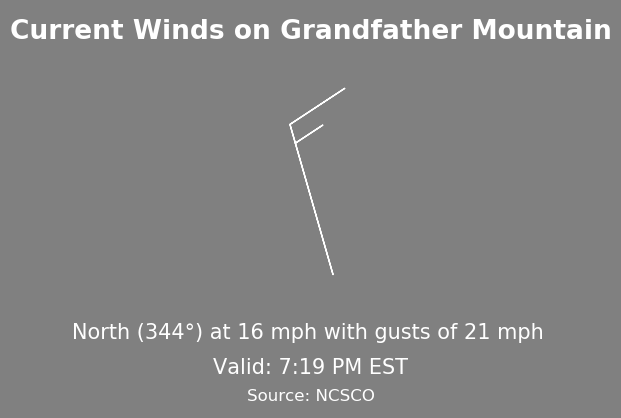 Current Winds on Grandfather Mountain
North (344°) at 16 mph with gusts of 21 mph
Valid: 7:19 PM EST
Source: NCSCO